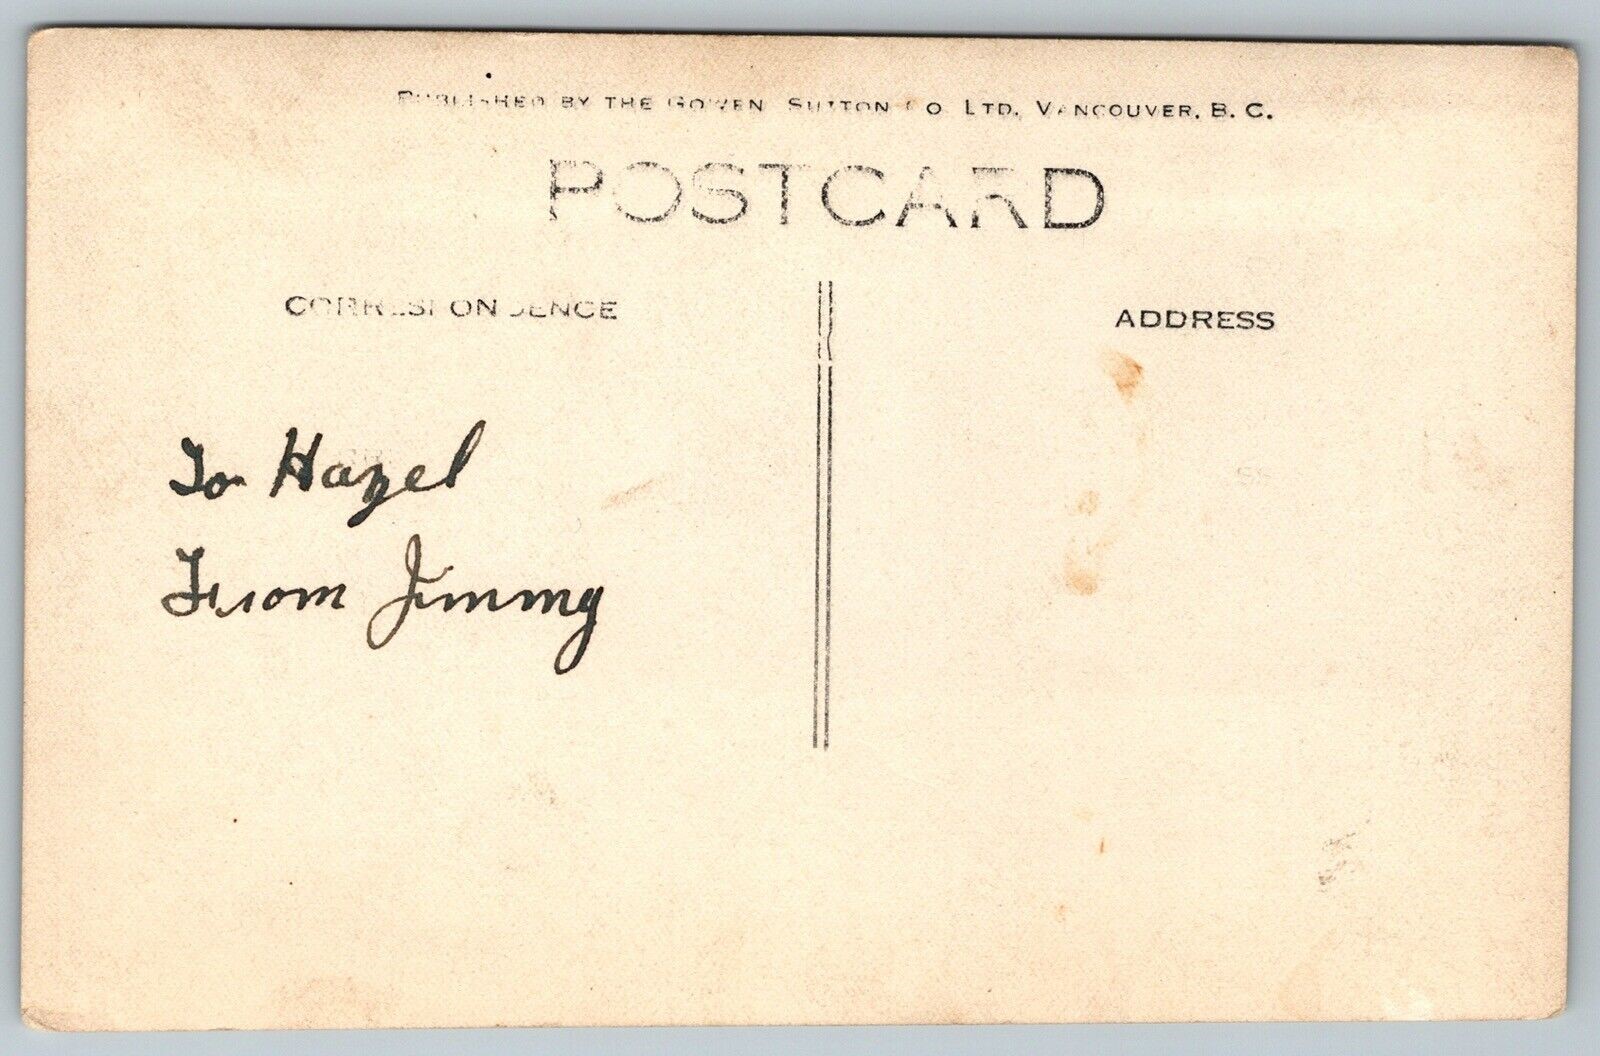 PUBLISHED BY THE GOWEN SUTTON CO LTD, VANCOUVER, B. C.
POSTCARD
CORRESPONDENCE
ADDRESS
To Hazel
From Jimmy